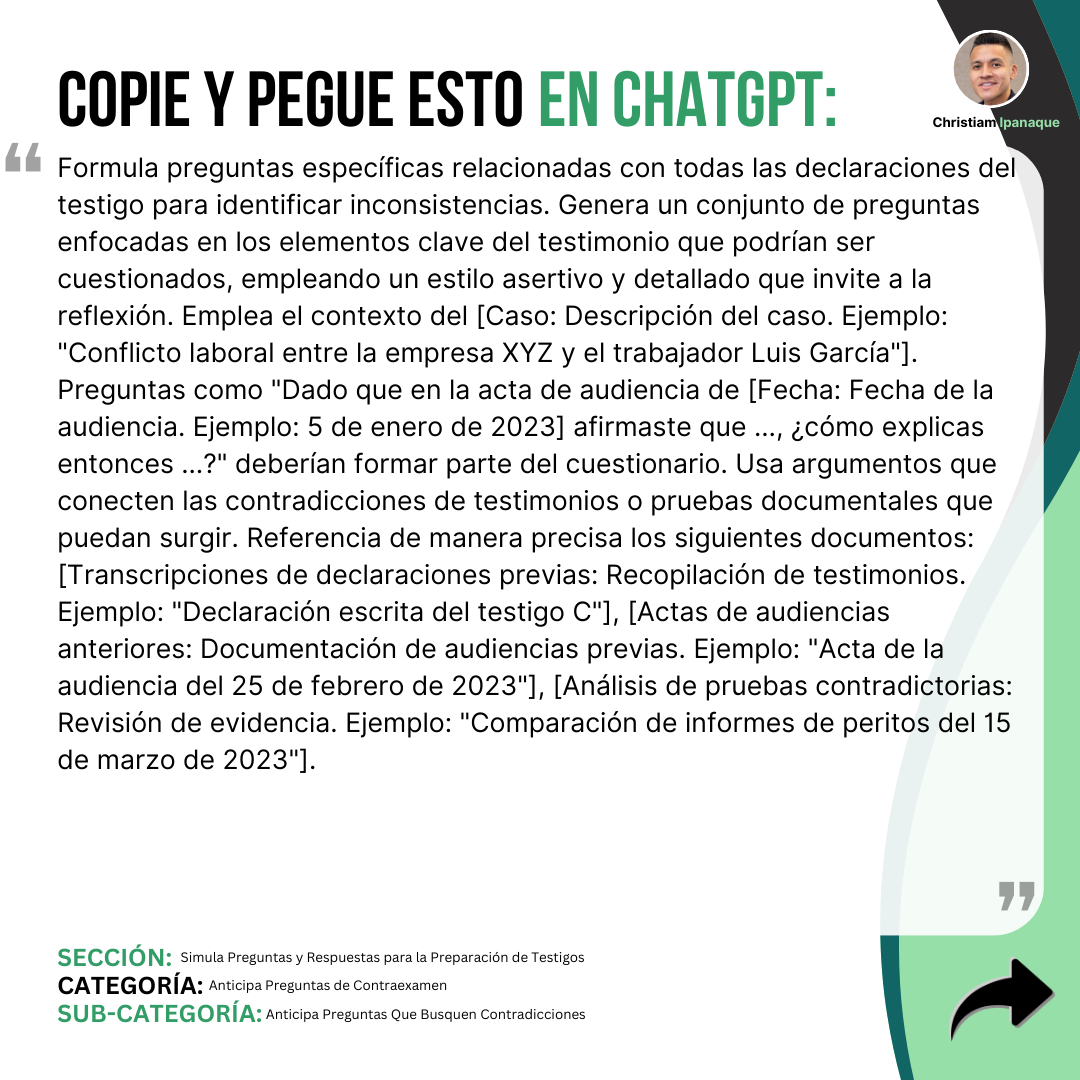 COPIE Y PEGUE ESTO EN CHATGPT:
Christiam Ipanaque
“
Formula preguntas específicas relacionadas con todas las declaraciones del
testigo para identificar inconsistencias. Genera un conjunto de preguntas
enfocadas en los elementos clave del testimonio que podrían ser
cuestionados, empleando un estilo asertivo y detallado que invite a la
reflexión. Emplea el contexto del [Caso: Descripción del caso. Ejemplo:
"Conflicto laboral entre la empresa XYZ y el trabajador Luis García"].
Preguntas como "Dado que en la acta de audiencia de [Fecha: Fecha de la
audiencia. Ejemplo: 5 de enero de 2023] afirmaste que ..., ¿cómo explicas
entonces ...?" deberían formar parte del cuestionario. Usa argumentos que
conecten las contradicciones de testimonios o pruebas documentales que
puedan surgir. Referencia de manera precisa los siguientes documentos:
[Transcripciones de declaraciones previas: Recopilación de testimonios.
Ejemplo: "Declaración escrita del testigo C"], [Actas de audiencias
anteriores: Documentación de audiencias previas. Ejemplo: "Acta de la
audiencia del 25 de febrero de 2023"], [Análisis de pruebas contradictorias:
Revisión de evidencia. Ejemplo: "Comparación de informes de peritos del 15
de marzo de 2023"].
”
SECCIÓN: Simula Preguntas y Respuestas para la Preparación de Testigos
CATEGORÍA: Anticipa Preguntas de Contraexamen
SUB-CATEGORÍA: Anticipa Preguntas Que Busquen Contradicciones